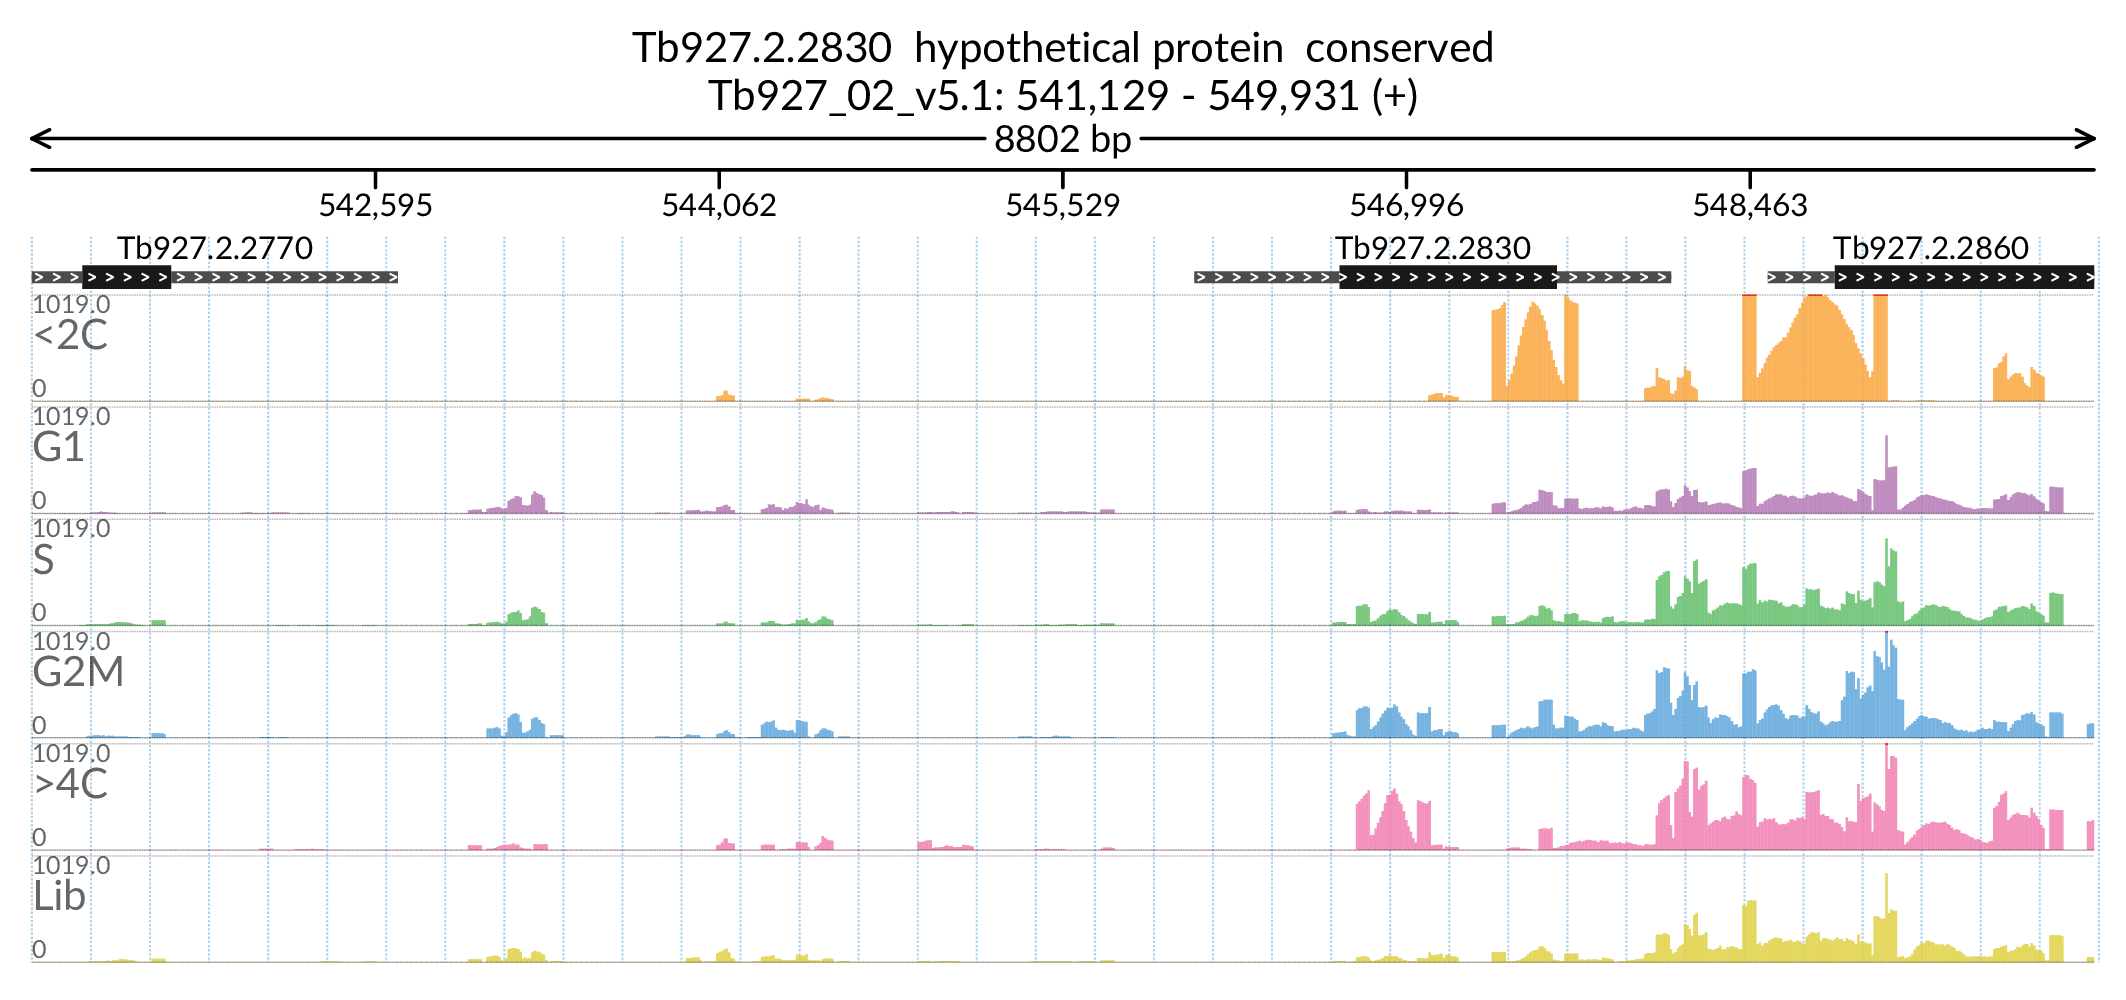 Tb927.2.2830  hypothetical protein  conserved
Tb927_02_v5.1: 541,129 - 549,931 (+)
8802 bp
542,595 544,062 545,529 546,996 548,463
Tb927.2.2770 Tb927.2.2830 Tb927.2.2860
1019.0
<2C
0
1019.0
G1
0
1019.0
S
0
1019.0
G2M
0
1019.0
>4C
0
1019.0
Lib
0